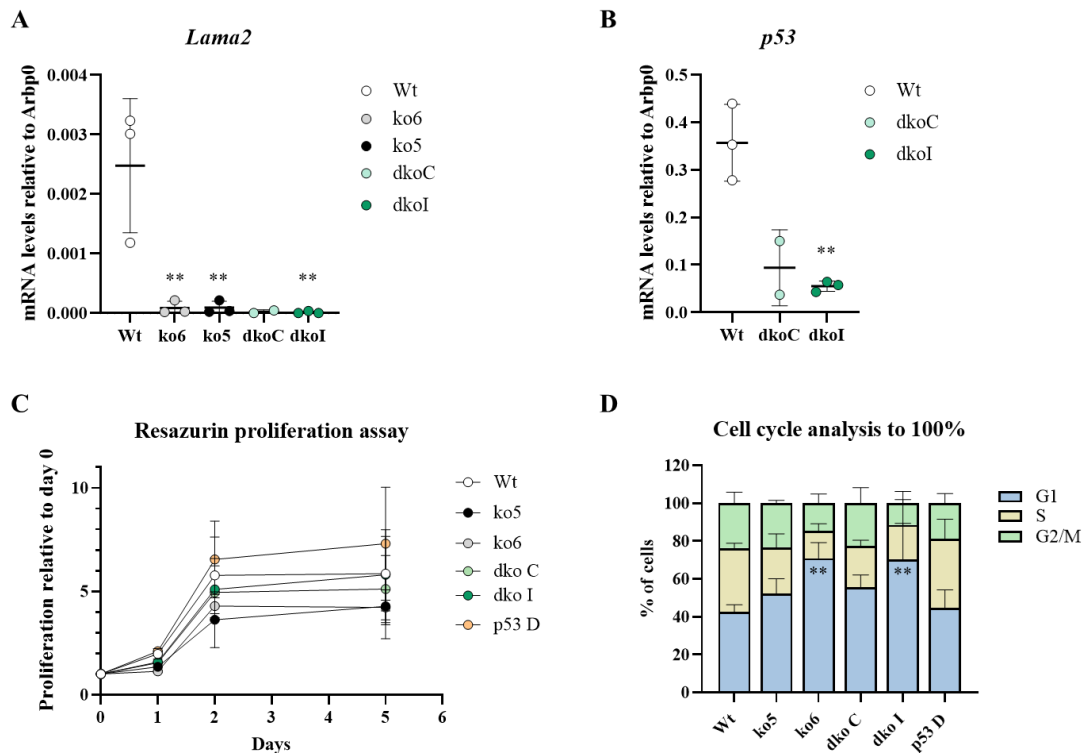 A
Lama2
mRNA levels relative to Arbp0
0.004
0.003
0.002
0.001
0.000
**
**
**
Wt
ko6
ko5
dkoC
dkoI
Wt
ko6
ko5
dkoC
dkoI
B
p53
mRNA levels relative to Arbp0
0.5
0.4
0.3
0.2
0.1
0.0
**
Wt
dkoC
dkoI
Wt
dkoC
dkoI
C
Resazurin proliferation assay
Proliferation relative to day 0
10
5
0
0
1
2
3
4
5
6
Days
Wt
ko5
ko6
dko C
dko I
p53 D
D
Cell cycle analysis to 100%
% of cells
120
100
80
60
40
20
0
**
**
Wt
ko5
ko6
dko C
dko I
p53 D
G1
S
G2/M